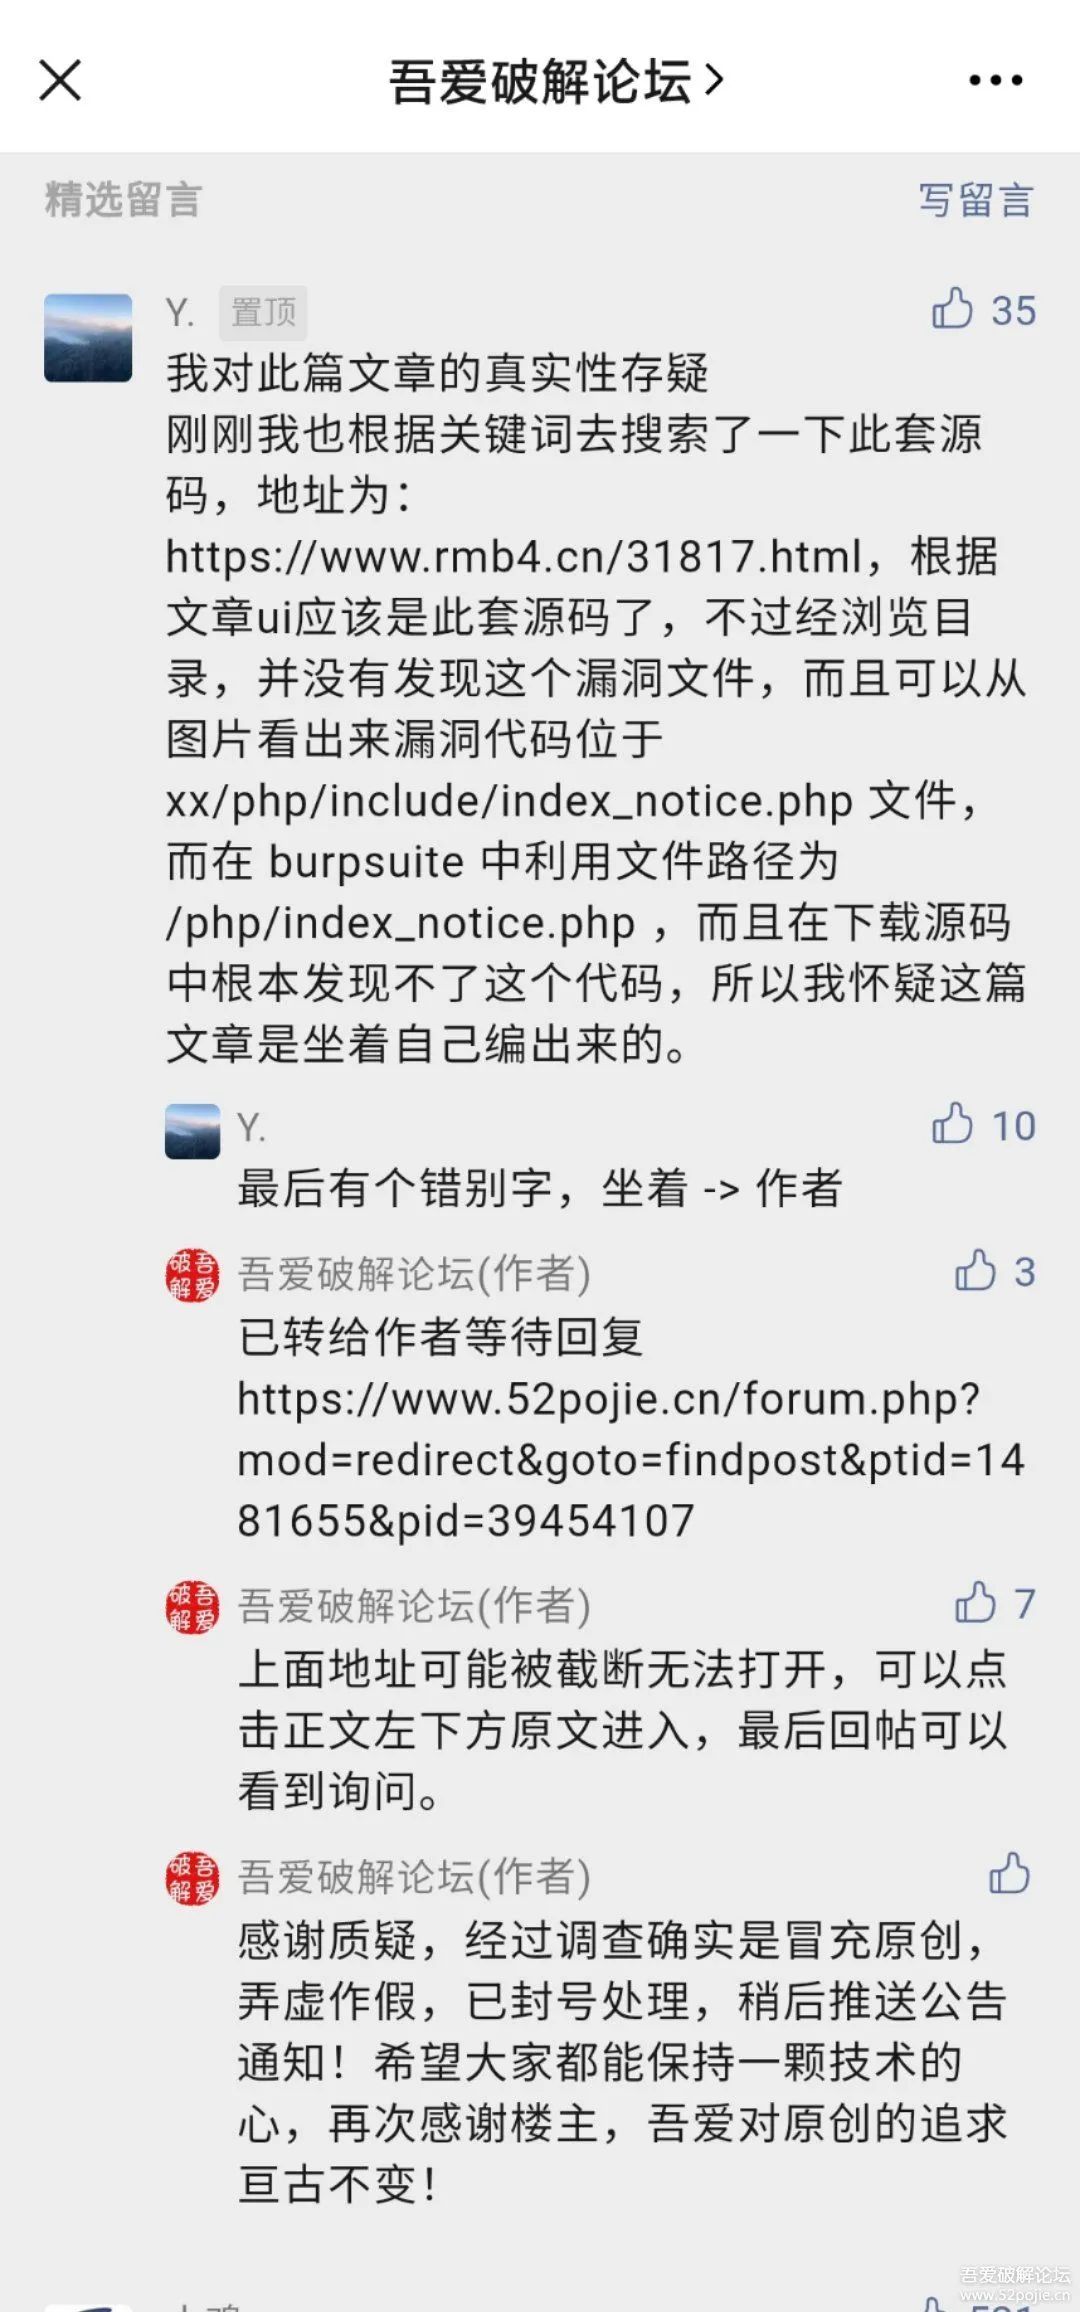 吾爱破解论坛
精选留言
写留言
Y. 置顶
35
我对此篇文章的真实性存疑
刚刚我也根据关键词去搜索了一下此套源
码，地址为：
https://www.rmb4.cn/31817.html，根据
文章ui应该是此套源码了，不过经浏览目
录，并没有发现这个漏洞文件，而且可以从
图片看出来漏洞代码位于
xx/php/include/index_notice.php 文件，
而在 burpsuite 中利用文件路径为
/php/index_notice.php ，而且在下载源码
中根本发现不了这个代码，所以我怀疑这篇
文章是坐着自己编出来的。
Y.
10
最后有个错别字，坐着 -> 作者
破吾解爱
吾爱破解论坛(作者)
3
已转给作者等待回复
https://www.52pojie.cn/forum.php?
mod=redirect&goto=findpost&ptid=14
81655&pid=39454107
破吾解爱
吾爱破解论坛(作者)
7
上面地址可能被截断无法打开，可以点
击正文左下方原文进入，最后回帖可以
看到询问。
破吾解爱
吾爱破解论坛(作者)
感谢质疑，经过调查确实是冒充原创，
弄虚作假，已封号处理，稍后推送公告
通知！希望大家都能保持一颗技术的
心，再次感谢楼主，吾爱对原创的追求
亘古不变！
吾爱破解论坛
www.52pojie.cn